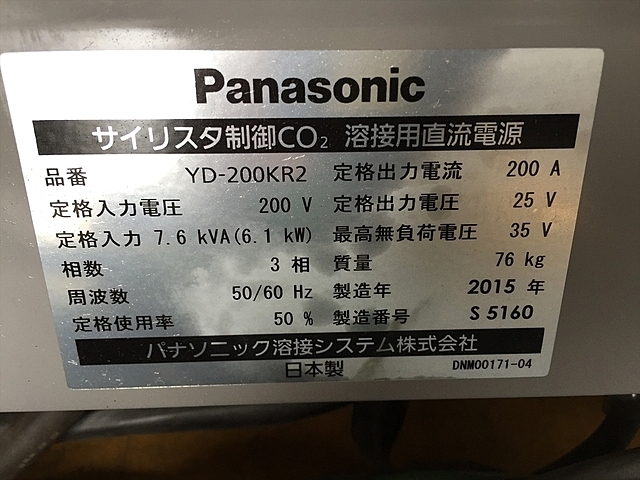 Panasonic
サイリスタ制御CO₂ 溶接用直流電源
品番 YD-200KR2 定格出力電流 200 A
定格入力電圧 200 V 定格出力電圧 25 V
定格入力 7.6 kVA(6.1 kW) 最高無負荷電圧 35 V
相数 3 相 質量 76 kg
周波数 50/60 Hz 製造年 2015 年
定格使用率 50 % 製造番号 S 5160
パナソニック溶接システム株式会社
日本製 DNM00171-04